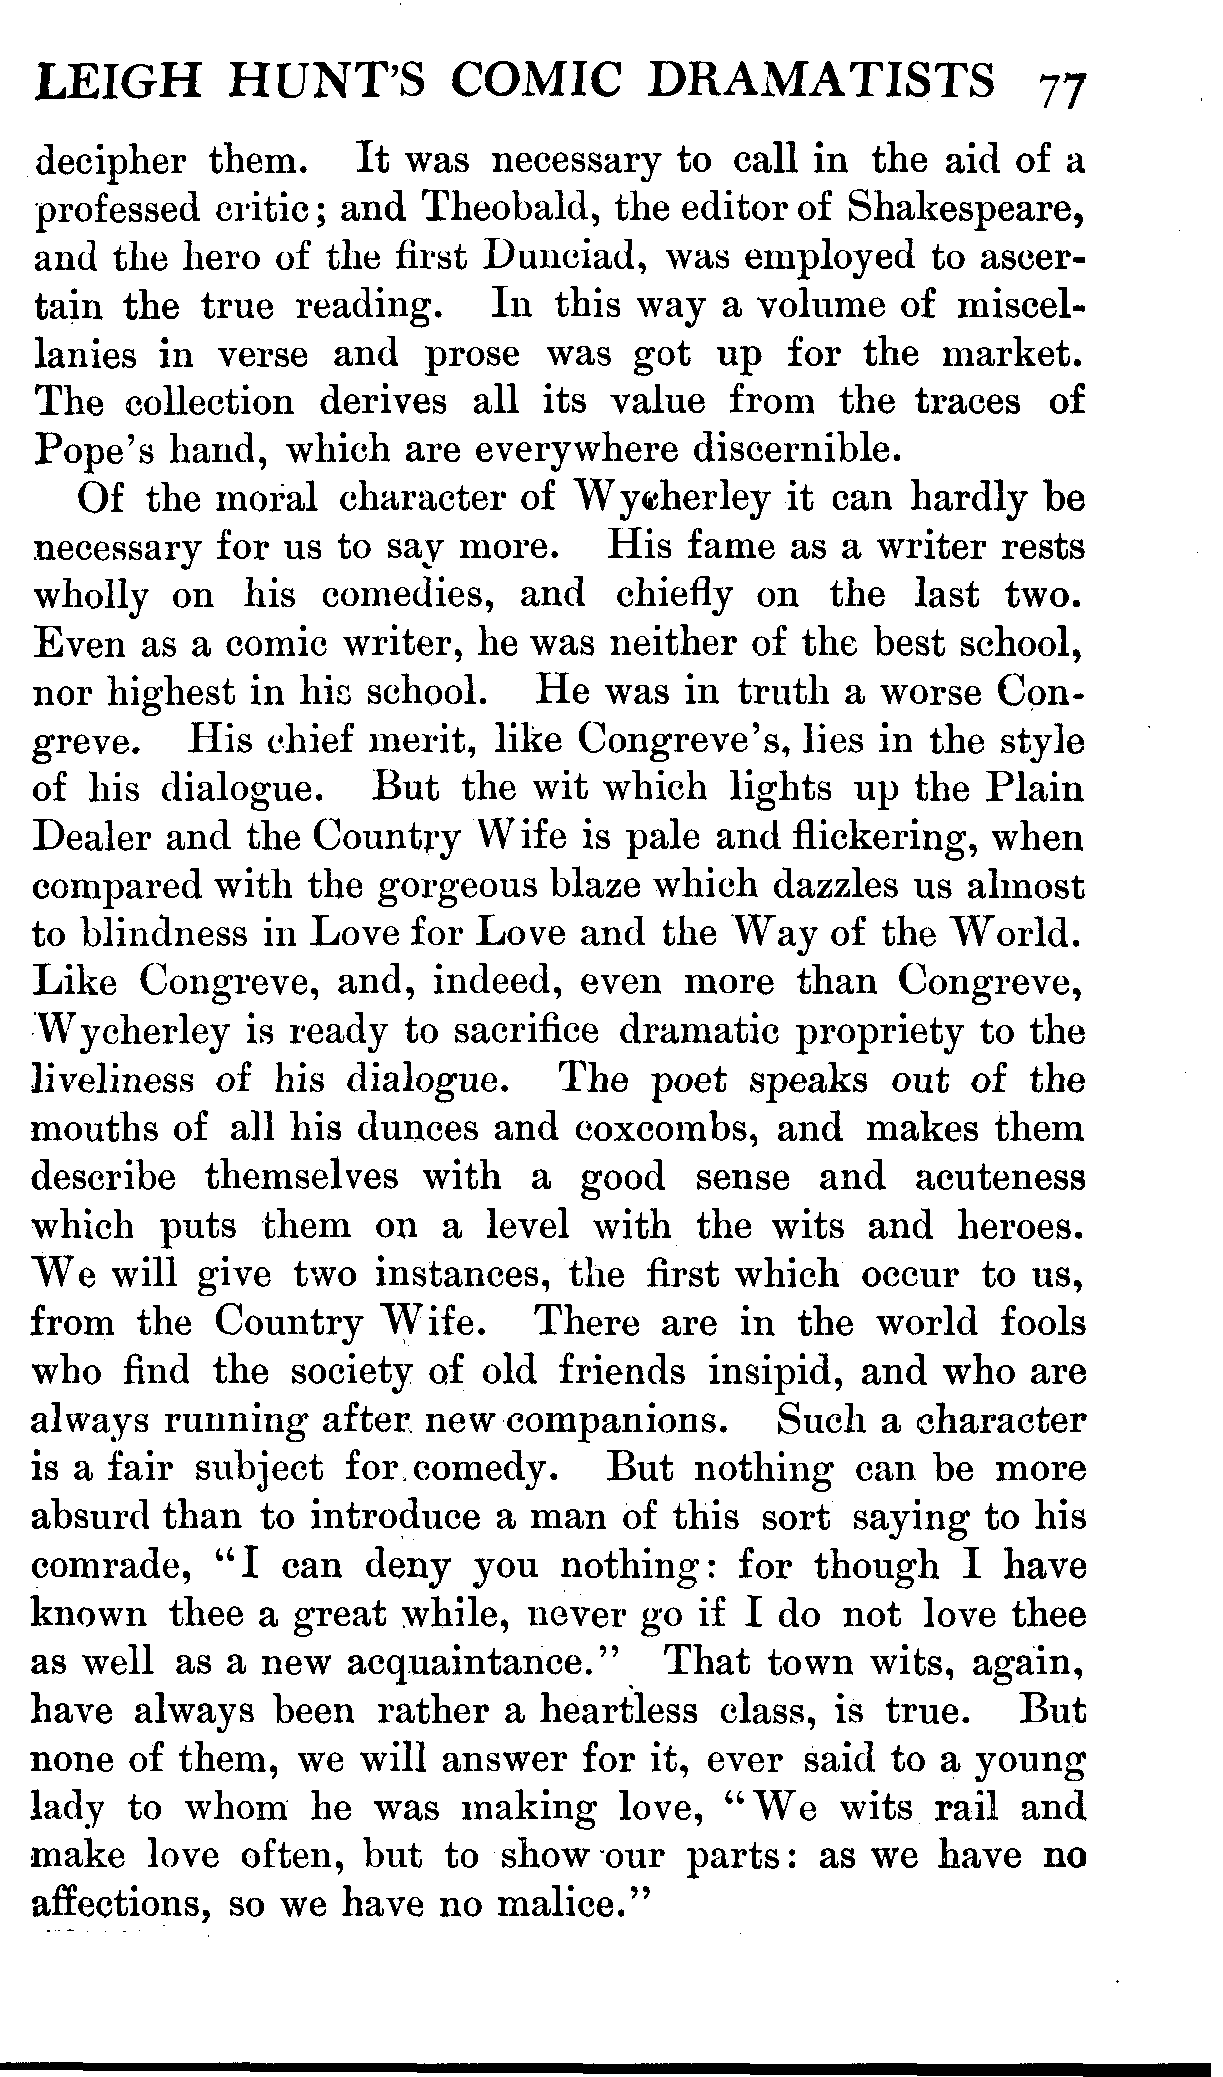 LEIGH HUNT'S COMIC DRAMATISTS 77
decipher them. It was necessary to call in the aid of a
professed critic; and Theobald, the editor of Shakespeare,
and the hero of the first Dunciad, was employed to ascer-
tain the true reading. In this way a volume of miscel-
lanies in verse and prose was got up for the market.
The collection derives all its value from the traces of
Pope's hand, which are everywhere discernible.
Of the moral character of Wycherley it can hardly be
necessary for us to say more. His fame as a writer rests
wholly on his comedies, and chiefly on the last two.
Even as a comic writer, he was neither of the best school,
nor highest in his school. He was in truth a worse Con-
greve. His chief merit, like Congreve's, lies in the style
of his dialogue. But the wit which lights up the Plain
Dealer and the Country Wife is pale and flickering, when
compared with the gorgeous blaze which dazzles us almost
to blindness in Love for Love and the Way of the World.
Like Congreve, and, indeed, even more than Congreve,
Wycherley is ready to sacrifice dramatic propriety to the
liveliness of his dialogue. The poet speaks out of the
mouths of all his dunces and coxcombs, and makes them
describe themselves with a good sense and acuteness
which puts them on a level with the wits and heroes.
We will give two instances, the first which occur to us,
from the Country Wife. There are in the world fools
who find the society of old friends insipid, and who are
always running after new companions. Such a character
is a fair subject for comedy. But nothing can be more
absurd than to introduce a man of this sort saying to his
comrade, "I can deny you nothing: for though I have
known thee a great while, never go if I do not love thee
as well as a new acquaintance." That town wits, again,
have always been rather a heartless class, is true. But
none of them, we will answer for it, ever said to a young
lady to whom he was making love, "We wits rail and
make love often, but to show our parts: as we have no
affections, so we have no malice."